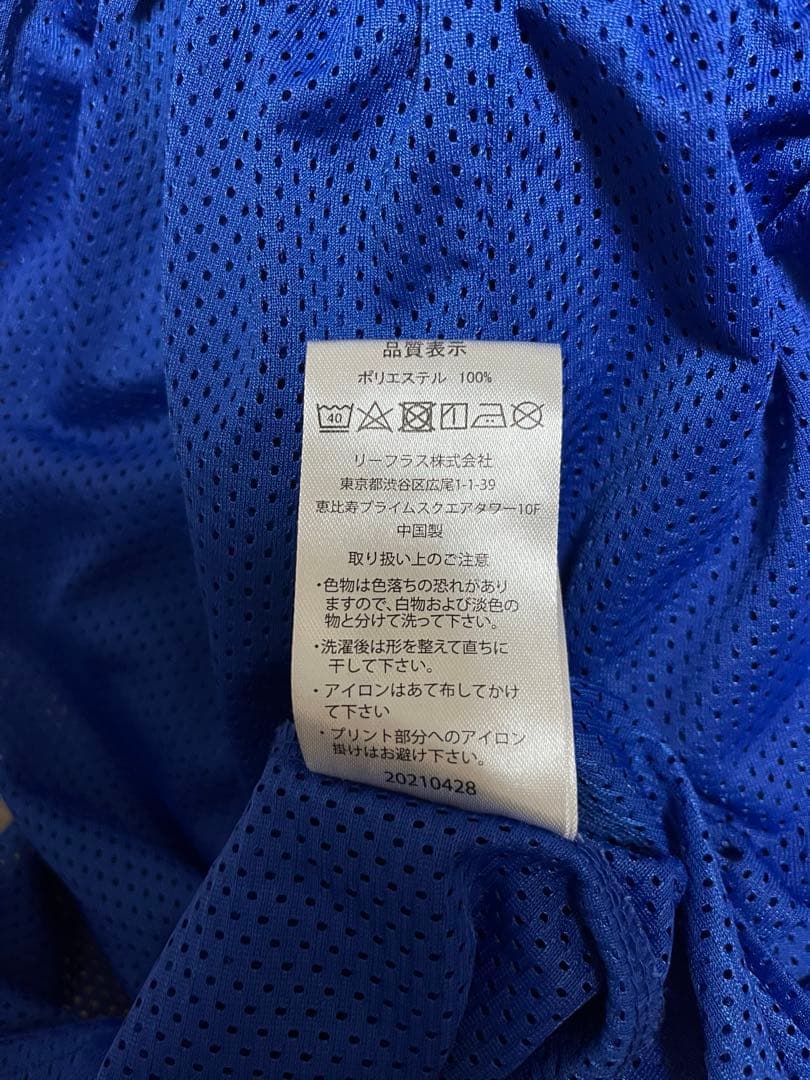 品質表示
ポリエステル 100%
40
リーフラス株式会社
東京都渋谷区広尾1-1-39
恵比寿プライムスクエアタワー10F
中国製
取り扱い上のご注意
・色物は色落ちの恐れがあり
ますので、白物および淡色の
物と分けて洗って下さい。
・洗濯後は形を整えて直ちに
干して下さい。
・アイロンはあて布してかけ
て下さい
・プリント部分へのアイロン
掛けはお避け下さい。
20210428